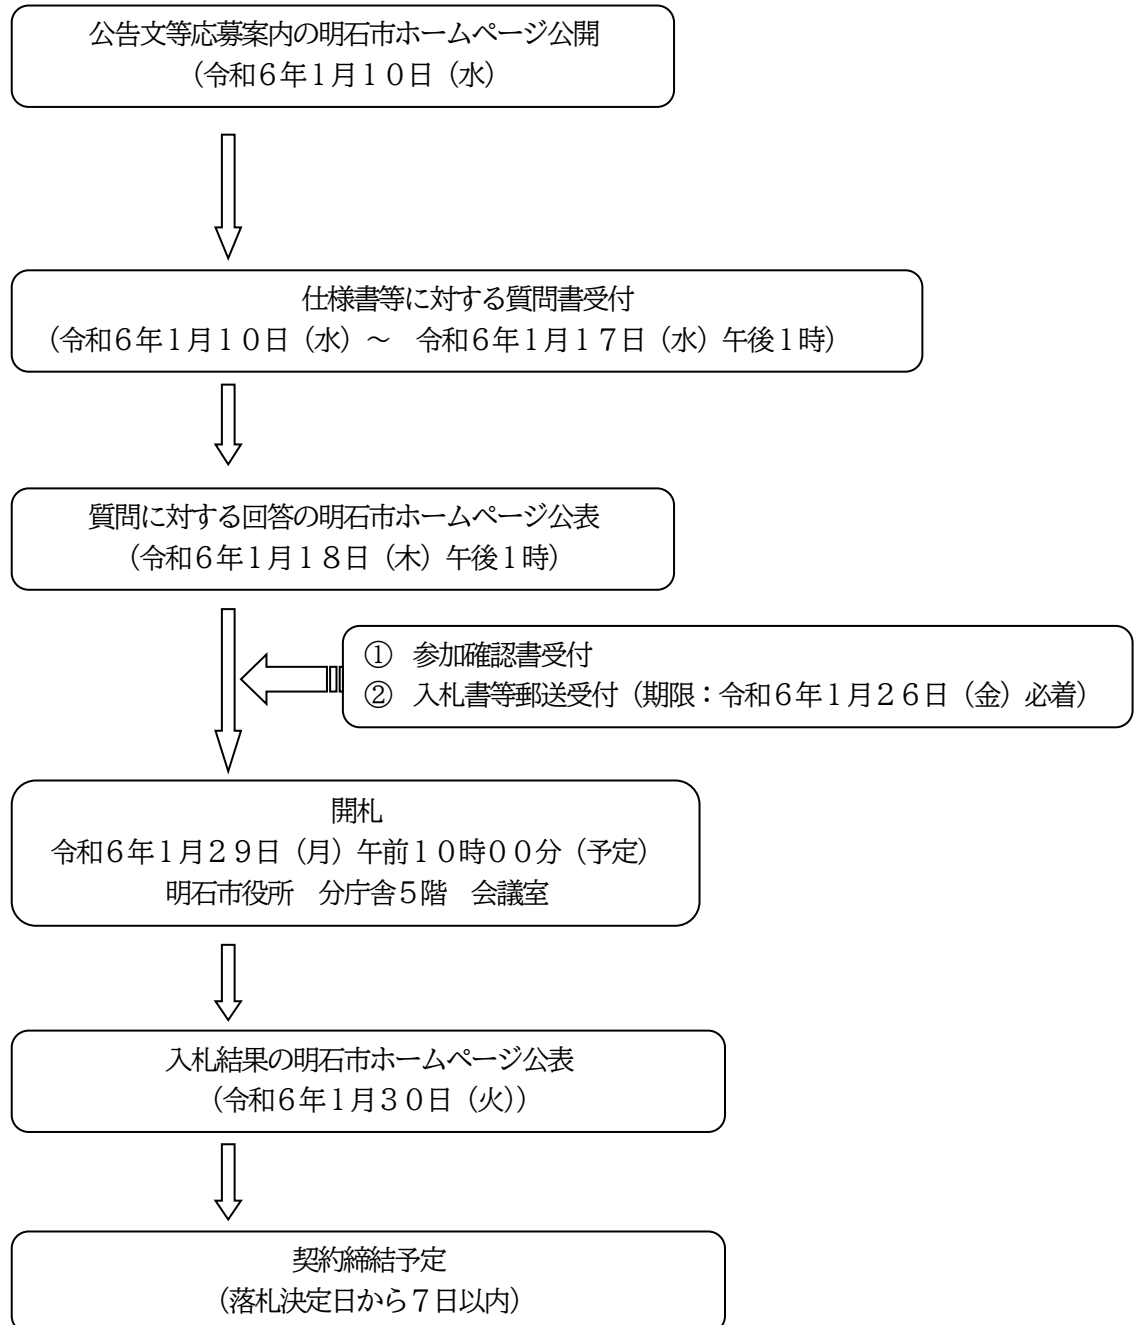 公告文等応募案内の明石市ホームページ公開
（令和６年１月１０日（水）
仕様書等に対する質問書受付
（令和６年１月１０日（水）～　令和６年１月１７日（水）午後１時）
質問に対する回答の明石市ホームページ公表
（令和６年１月１８日（木）午後１時）
①　参加確認書受付
②　入札書等郵送受付（期限：令和６年１月２６日（金）必着）
開札
令和６年１月２９日（月）午前１０時００分（予定）
明石市役所　分庁舎５階　会議室
入札結果の明石市ホームページ公表
（令和６年１月３０日（火））
契約締結予定
（落札決定日から７日以内）